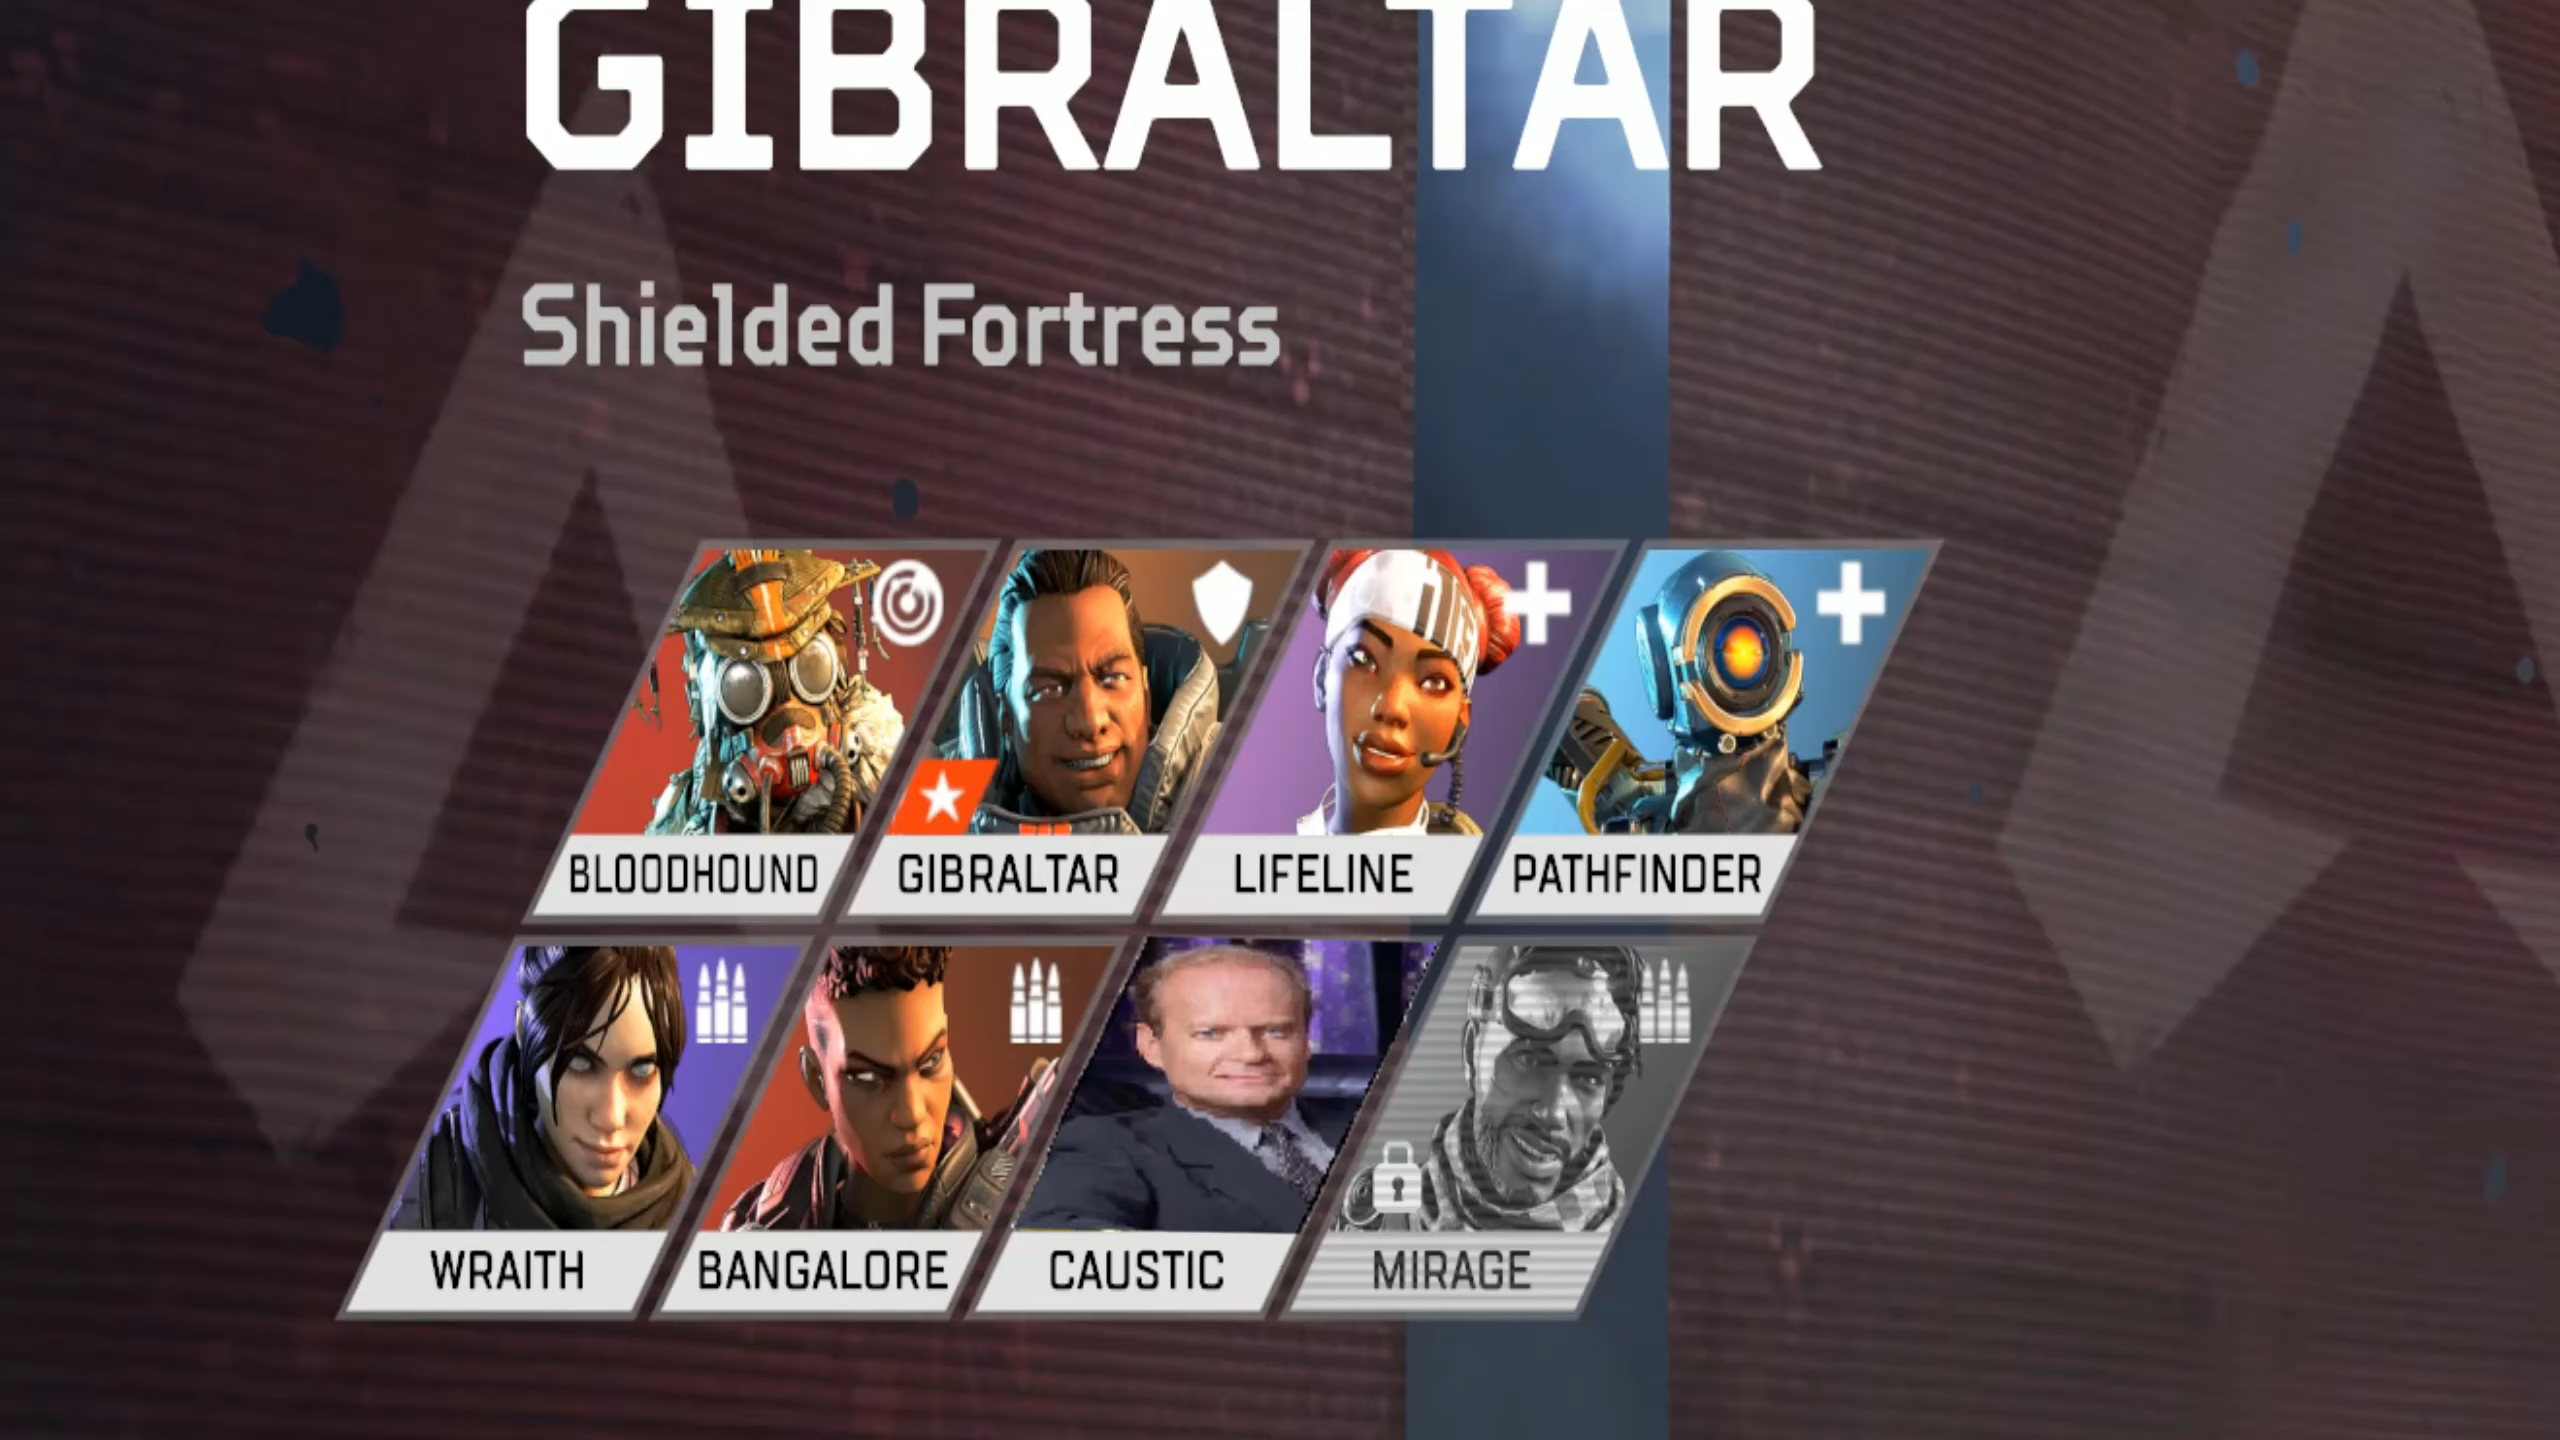 GIBRALTAR
Shielded Fortress
BLOODHOUND
GIBRALTAR
LIFELINE
PATHFINDER
WRAITH
BANGALORE
CAUSTIC
MIRAGE